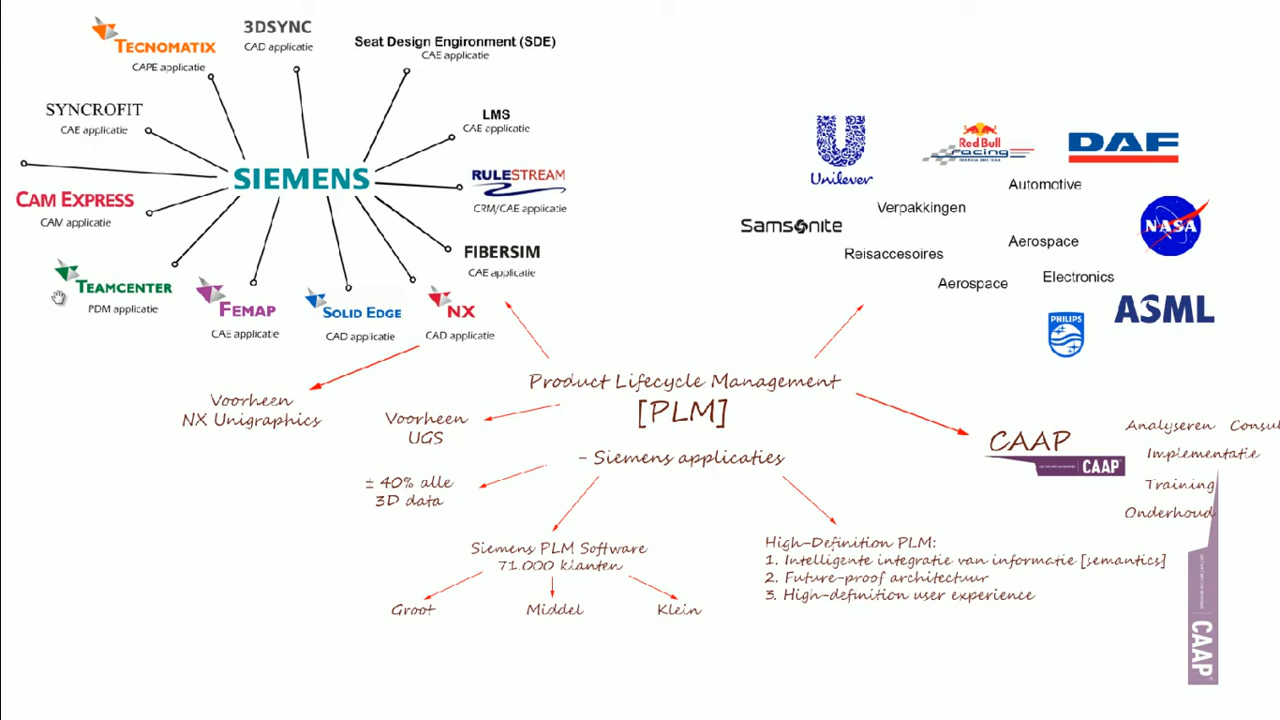 TECNOMATIX
CAPE applicatie
3DSYNC
CAD applicatie
Seat Design Engironment (SDE)
CAE applicatie
SYNCROFIT
CAE applicatie
LMS
CAE applicatie
SIEMENS
RULESTREAM
CRM/CAE applicatie
CAM EXPRESS
CAM applicatie
FIBERSIM
CAE applicatie
TEAMCENTER
PDM applicatie
FEMAP
CAE applicatie
SOLID EDGE
CAD applicatie
NX
CAD applicatie
Unilever
Red Bull
racing
DAF
Automotive
Verpakkingen
Samsonite
NASA
Aerospace
Reisaccesoires
Electronics
Aerospace
ASML
PHILIPS
Voorheen
NX Unigraphics
Voorheen
UGS
Product Lifecycle Management
[PLM]
- Siemens applicaties
± 40% alle
3D data
Siemens PLM Software
71.000 klanten
Groot
Middel
Klein
High-Definition PLM:
1. Intelligente integratie van informatie [semantics]
2. Future-proof architectuur
3. High-definition user experience
CAAP
CAAP
Analyseren Consul
Implementatie
Training
Onderhoud
CAAP